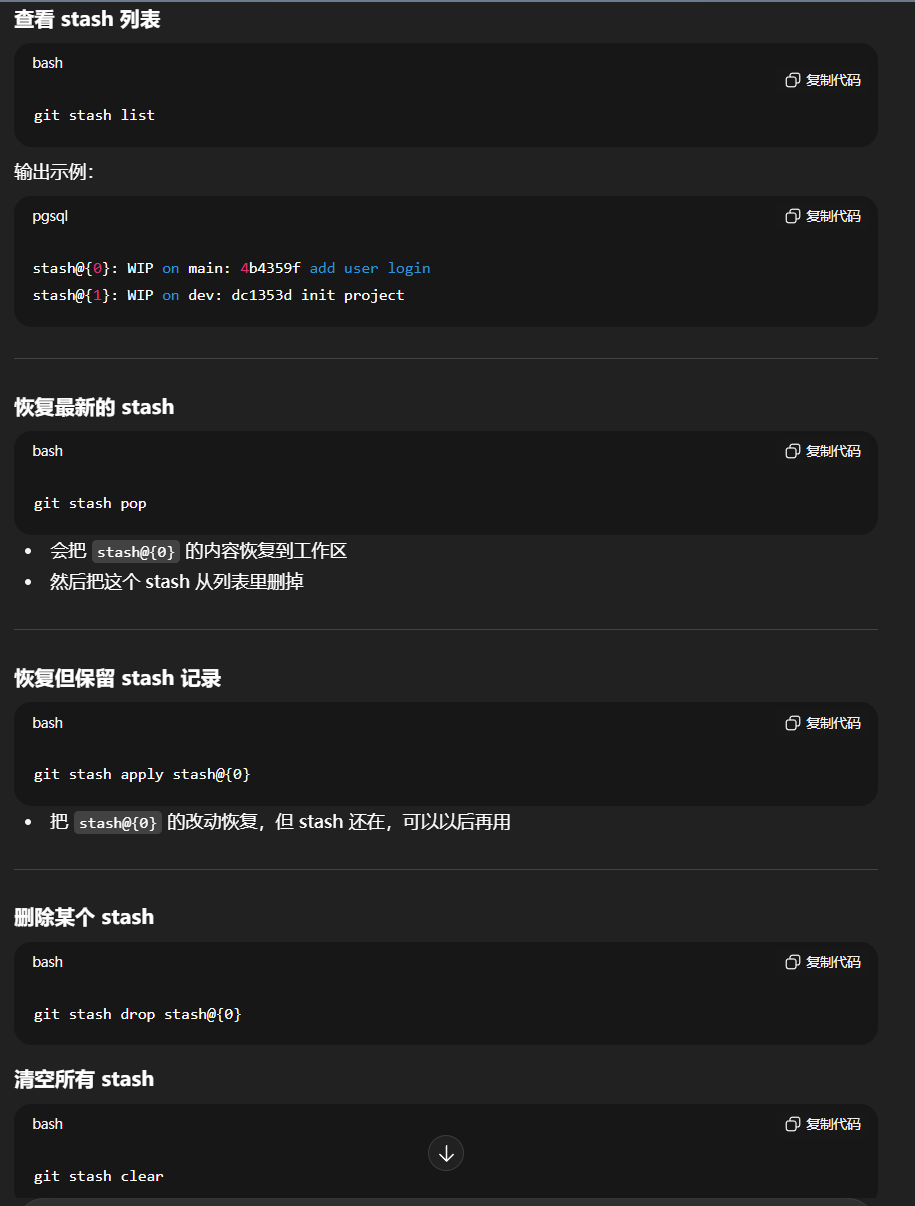 查看 stash 列表
bash
复制代码
git stash list
输出示例：
pgsql
复制代码
stash@{0}: WIP on main: 4b4359f add user login
stash@{1}: WIP on dev: dc1353d init project
恢复最新的 stash
bash
复制代码
git stash pop
会把 stash@{0} 的内容恢复到工作区
然后把这个 stash 从列表里删掉
恢复但保留 stash 记录
bash
复制代码
git stash apply stash@{0}
把 stash@{0} 的改动恢复，但 stash 还在，可以以后再用
删除某个 stash
bash
复制代码
git stash drop stash@{0}
清空所有 stash
bash
复制代码
git stash clear